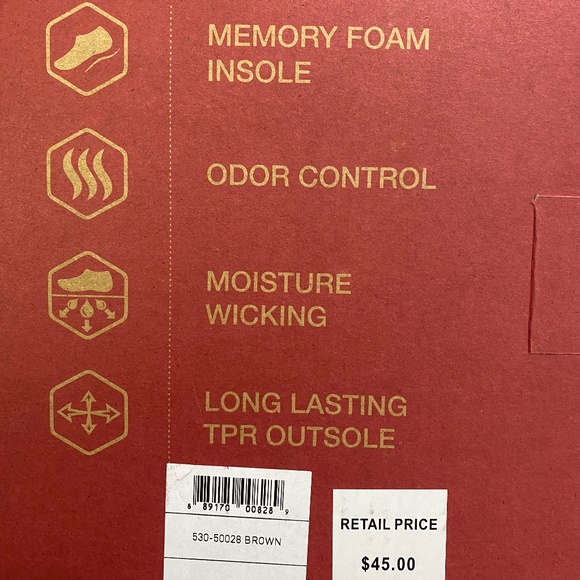 MEMORY FOAM
INSOLE
ODOR CONTROL
MOISTURE
WICKING
LONG LASTING
TPR OUTSOLE
8 89170 00828 9
530-50028 BROWN
RETAIL PRICE
$45.00